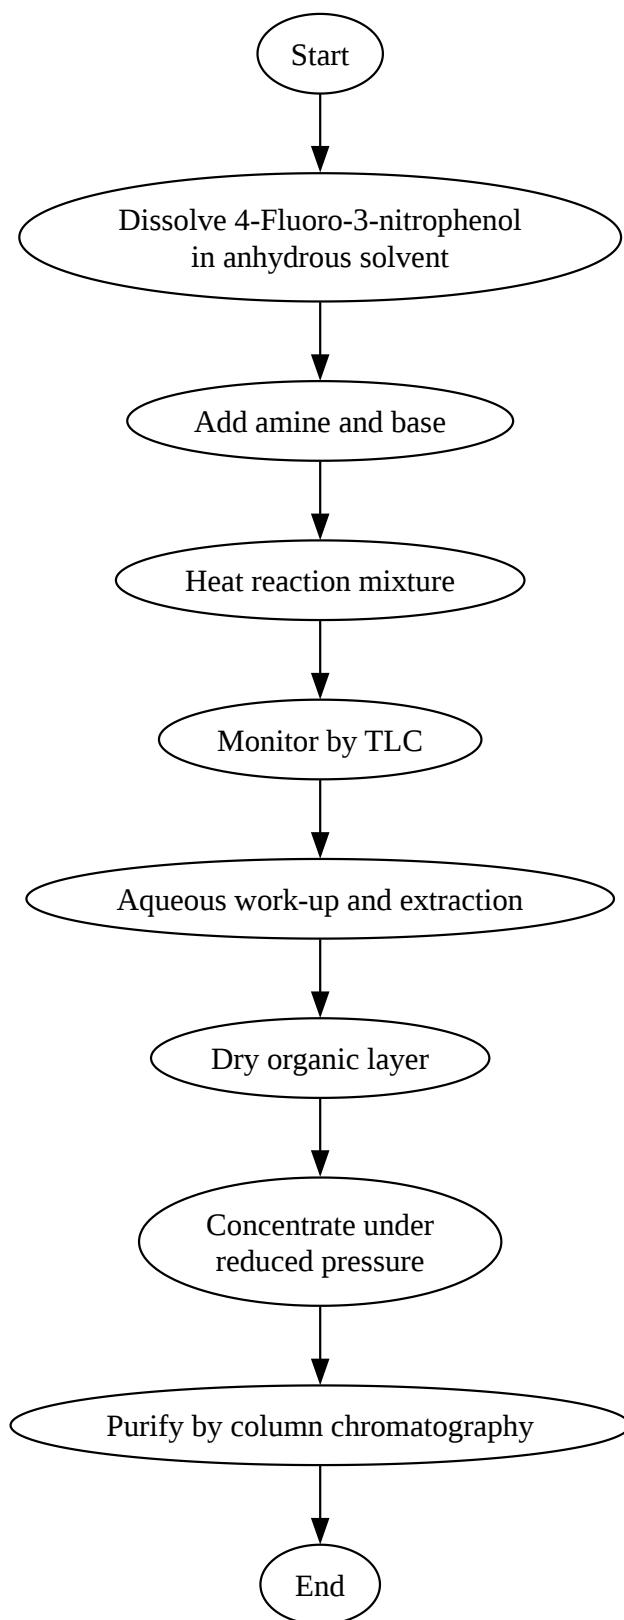 Start
Dissolve 4-Fluoro-3-nitrophenol
in anhydrous solvent
Add amine and base
Heat reaction mixture
Monitor by TLC
Aqueous work-up and extraction
Dry organic layer
Concentrate under
reduced pressure
Purify by column chromatography
End